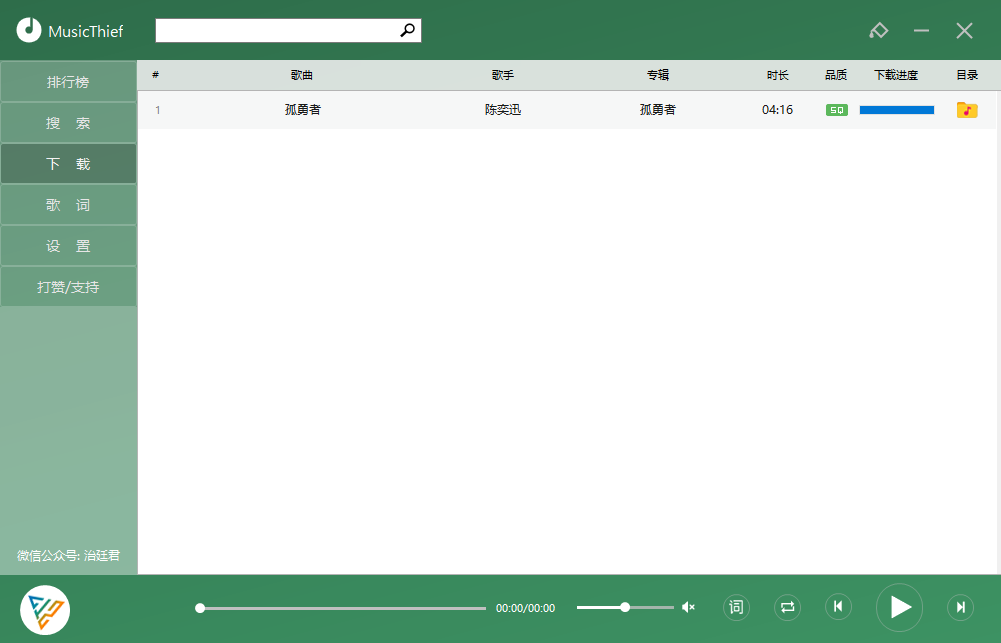 MusicThief
排行榜
搜 索
下 载
歌 词
设 置
打赞/支持
微信公众号: 治廷君
# 歌曲 歌手 专辑 时长 品质 下载进度 目录
1 孤勇者 陈奕迅 孤勇者 04:16 SQ
00:00/00:00
词